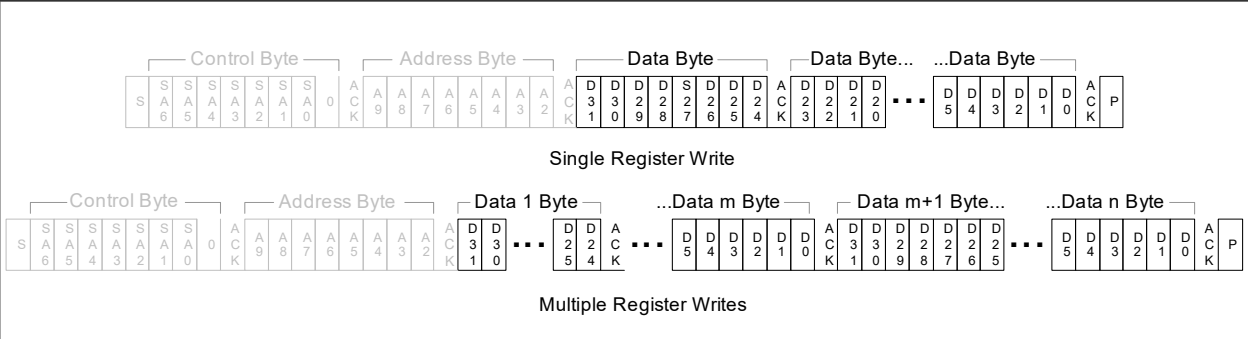 Control Byte Address Byte Data Byte Data Byte... ...Data Byte
S SA6 SA5 SA4 SA3 SA2 SA1 SA0 0 ACK A9 A8 A7 A6 A5 A4 A3 A2 ACK D31 D30 D29 D28 S27 D26 D25 D24 ACK D23 D22 D21 D20 ... D5 D4 D3 D2 D1 D0 ACK P
Single Register Write
Control Byte Address Byte Data 1 Byte ...Data m Byte Data m+1 Byte... ...Data n Byte
S SA6 SA5 SA4 SA3 SA2 SA1 SA0 0 ACK A9 A8 A7 A6 A5 A4 A3 A2 ACK D31 D30 ... D25 D24 ACK ... D5 D4 D3 D2 D1 D0 ACK D31 D30 D29 D28 D27 D26 D25 ... D5 D4 D3 D2 D1 D0 ACK P
Multiple Register Writes